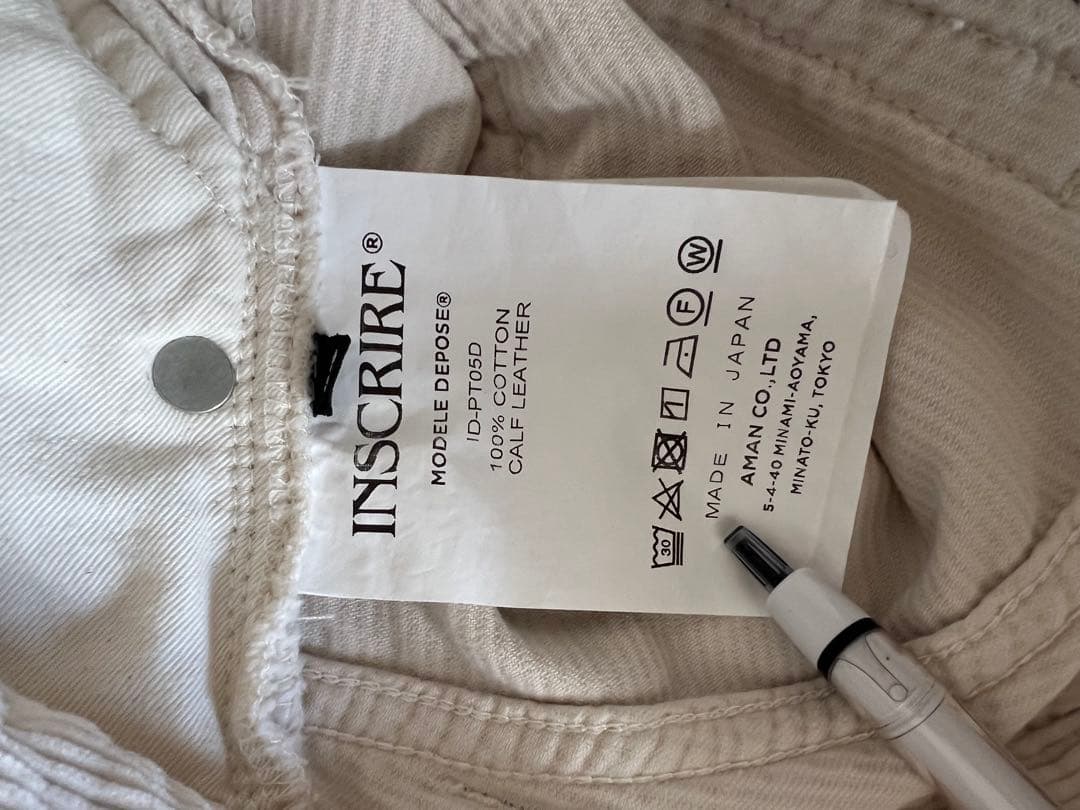 INSCRIRE®
MODELE DEPOSE®
ID-PT05D
100% COTTON
CALF LEATHER
30 F W
MADE IN JAPAN
AMAN CO.,LTD
5-4-40 MINAMI-AOYAMA,
MINATO-KU, TOKYO